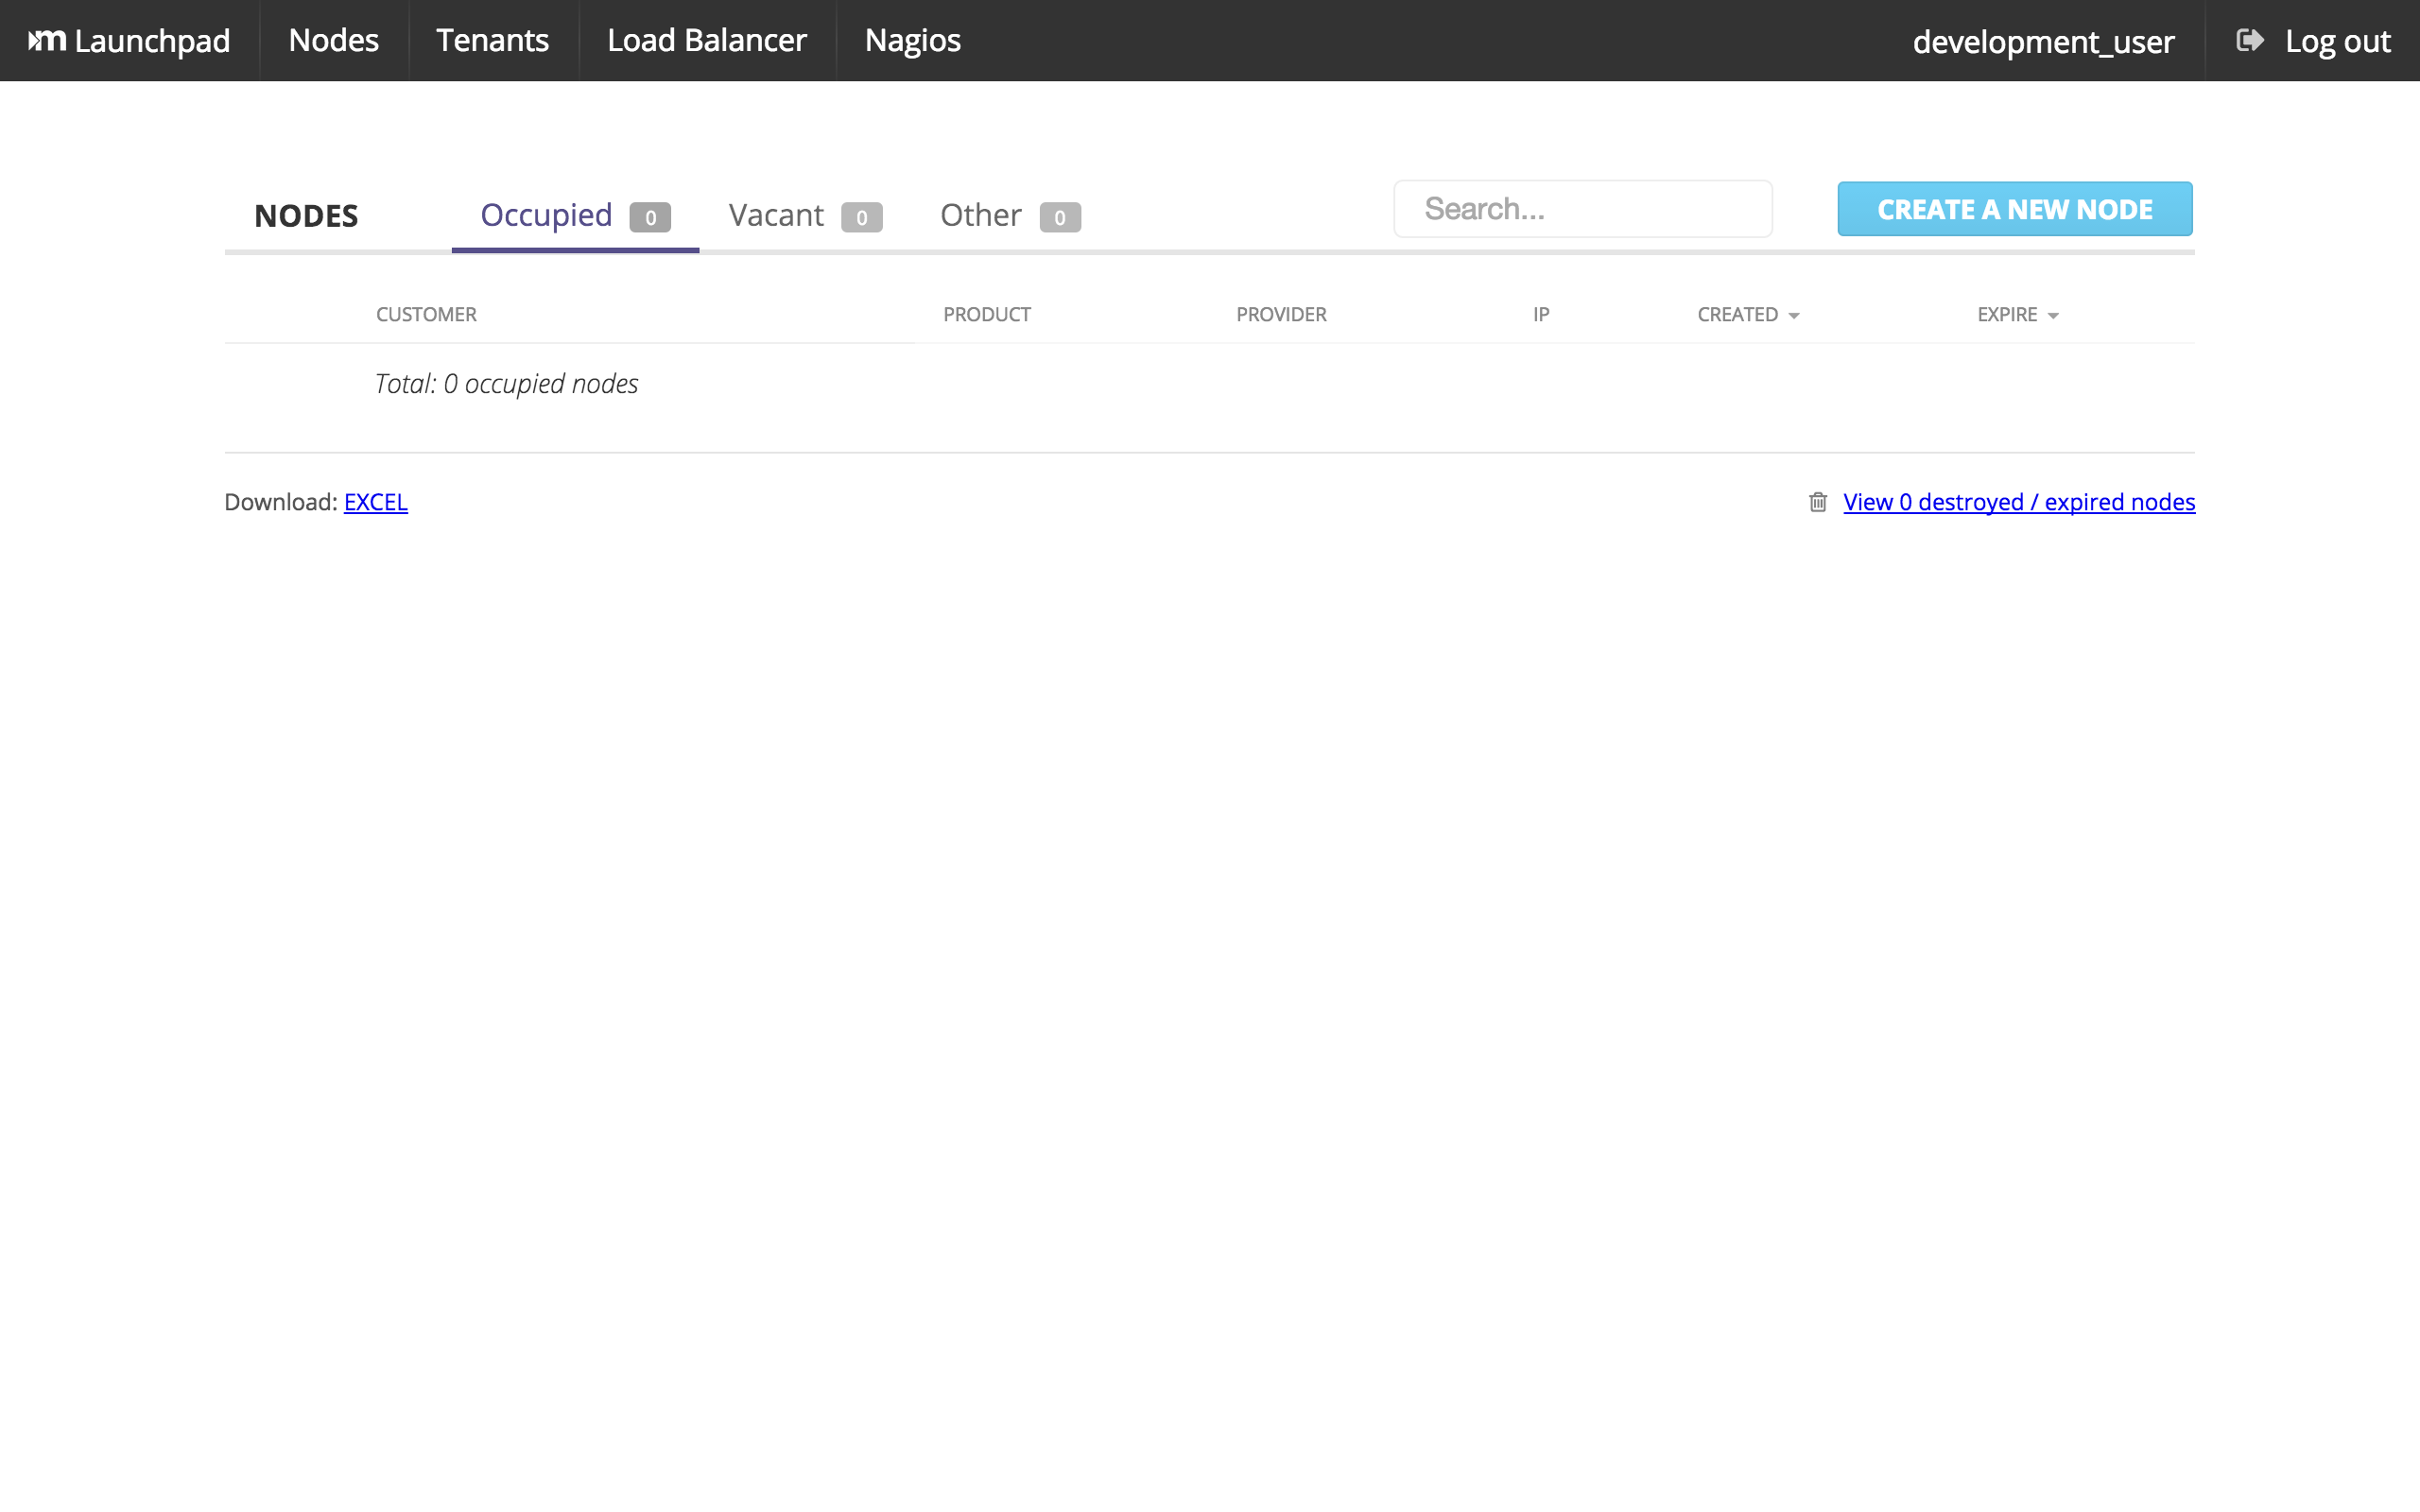 m Launchpad Nodes Tenants Load Balancer Nagios development_user Log out
NODES Occupied 0 Vacant 0 Other 0 Search... CREATE A NEW NODE
CUSTOMER PRODUCT PROVIDER IP CREATED EXPIRE
Total: 0 occupied nodes
Download: EXCEL View 0 destroyed / expired nodes